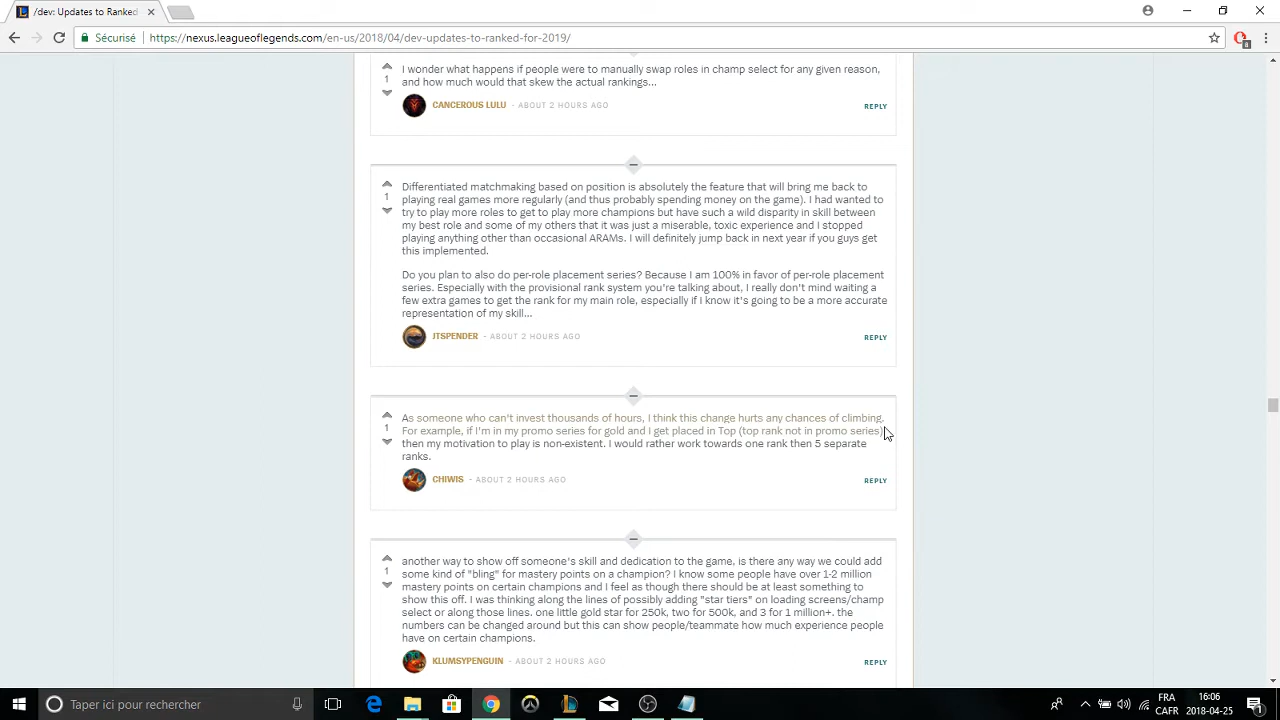 /dev: Updates to Ranked
Sécurisé https://nexus.leagueoflegends.com/en-us/2018/04/dev-updates-to-ranked-for-2019/
8
I wonder what happens if people were to manually swap roles in champ select for any given reason,
1
and how much would that skew the actual rankings...
CANCEROUS LULU - ABOUT 2 HOURS AGO
REPLY
Differentiated matchmaking based on position is absolutely the feature that will bring me back to
1
playing real games more regularly (and thus probably spending money on the game). I had wanted to
try to play more roles to get to play more champions but have such a wild disparity in skill between
my best role and some of my others that it was just a miserable, toxic experience and I stopped
playing anything other than occasional ARAMs. I will definitely jump back in next year if you guys get
this implemented.
Do you plan to also do per-role placement series? Because I am 100% in favor of per-role placement
series. Especially with the provisional rank system you're talking about, I really don't mind waiting a
few extra games to get the rank for my main role, especially if I know it's going to be a more accurate
representation of my skill...
JTSPENDER - ABOUT 2 HOURS AGO
REPLY
As someone who can't invest thousands of hours, I think this change hurts any chances of climbing.
1
For example, if I'm in my promo series for gold and I get placed in Top (top rank not in promo series)
then my motivation to play is non-existent. I would rather work towards one rank then 5 separate
ranks.
CHIWIS - ABOUT 2 HOURS AGO
REPLY
another way to show off someone's skill and dedication to the game, is there any way we could add
1
some kind of "bling" for mastery points on a champion? I know some people have over 1-2 million
mastery points on certain champions and I feel as though there should be at least something to
show this off. I was thinking along the lines of possibly adding "star tiers" on loading screens/champ
select or along those lines. one little gold star for 250k, two for 500k, and 3 for 1 million+. the
numbers can be changed around but this can show people/teammate how much experience people
have on certain champions.
KLUMSYPENGUIN - ABOUT 2 HOURS AGO
REPLY
Taper ici pour rechercher
FRA
CAFR
16:06
2018-04-25